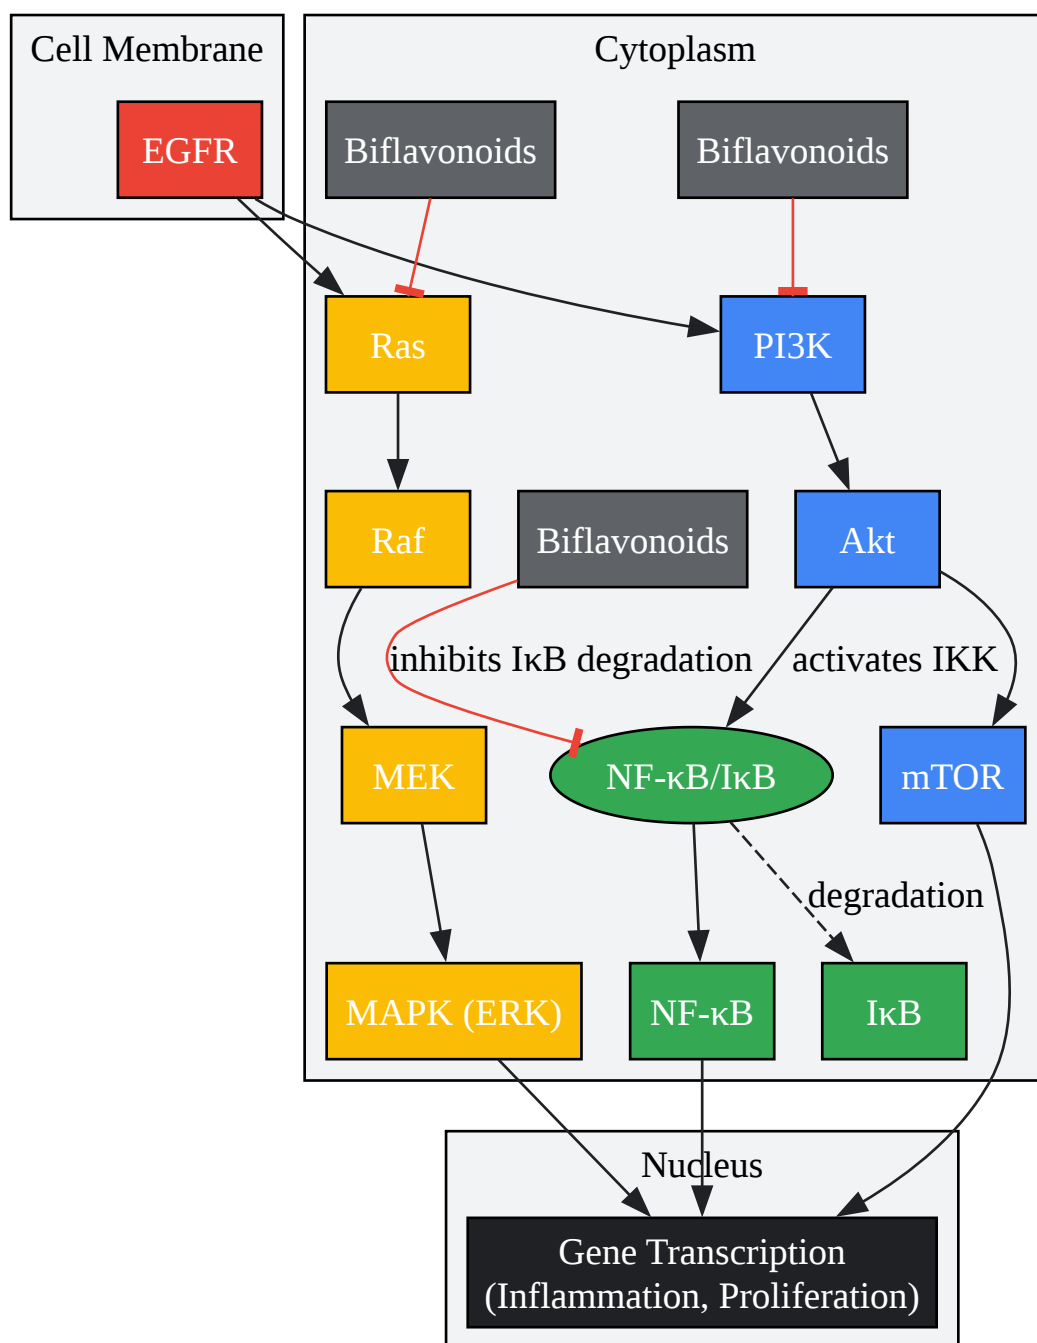 Cell Membrane
Cytoplasm
EGFR
Biflavonoids
Biflavonoids
Ras
PI3K
Raf
Biflavonoids
Akt
inhibits IκB degradation
activates IKK
MEK
NF-κB/IκB
mTOR
degradation
MAPK (ERK)
NF-κB
IκB
Nucleus
Gene Transcription
(Inflammation, Proliferation)